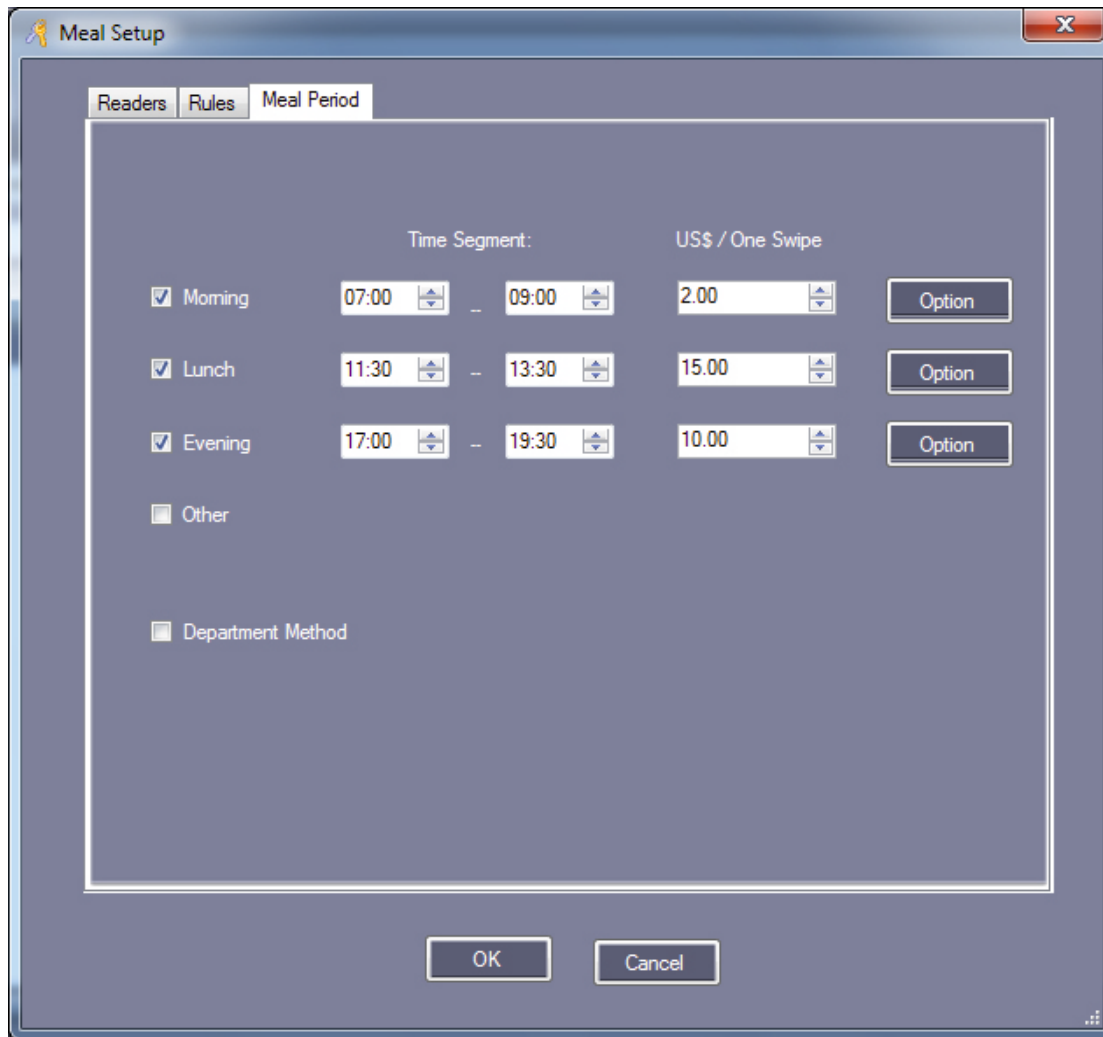 Meal Setup
Readers Rules Meal Period
Time Segment: US$ / One Swipe
Morning 07:00 -- 09:00 2.00 Option
Lunch 11:30 -- 13:30 15.00 Option
Evening 17:00 -- 19:30 10.00 Option
Other
Department Method
OK Cancel